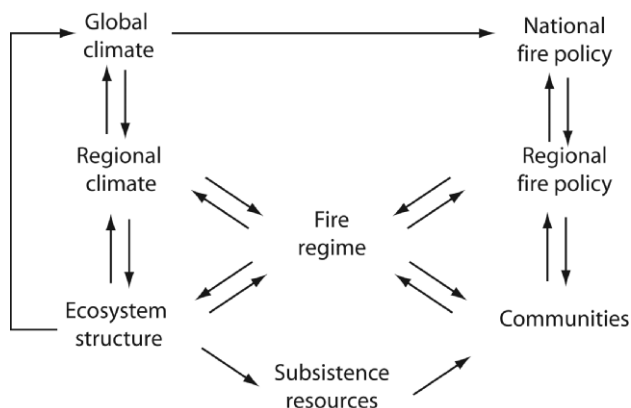 Global
climate
National
fire policy
Regional
climate
Regional
fire policy
Fire
regime
Ecosystem
structure
Communities
Subsistence
resources